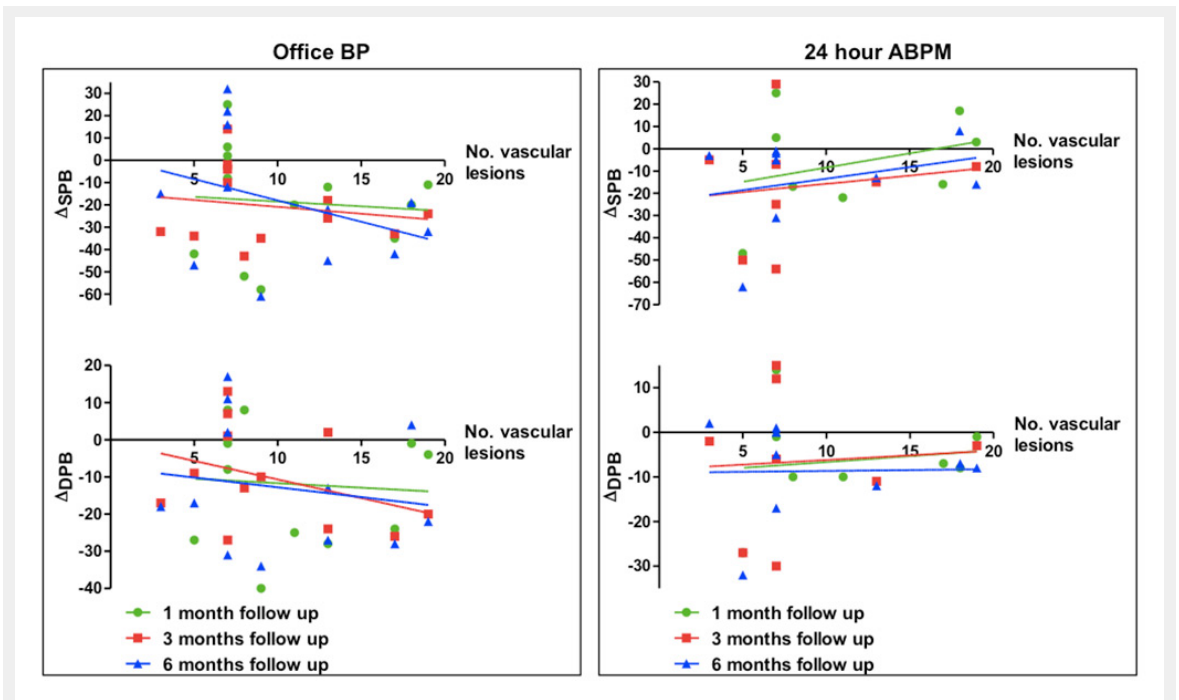 Office BP
30
20
10
0
-10
-20
-30
-40
-50
-60
5
10
15
20
ΔSPB
No. vascular
lesions
20
10
0
-10
-20
-30
-40
5
10
15
20
ΔDPB
No. vascular
lesions
1 month follow up
3 months follow up
6 months follow up
24 hour ABPM
30
20
10
0
-10
-20
-30
-40
-50
-60
-70
5
10
15
20
ΔSPB
No. vascular
lesions
10
0
-10
-20
-30
5
10
15
20
ΔDPB
No. vascular
lesions
1 month follow up
3 months follow up
6 months follow up